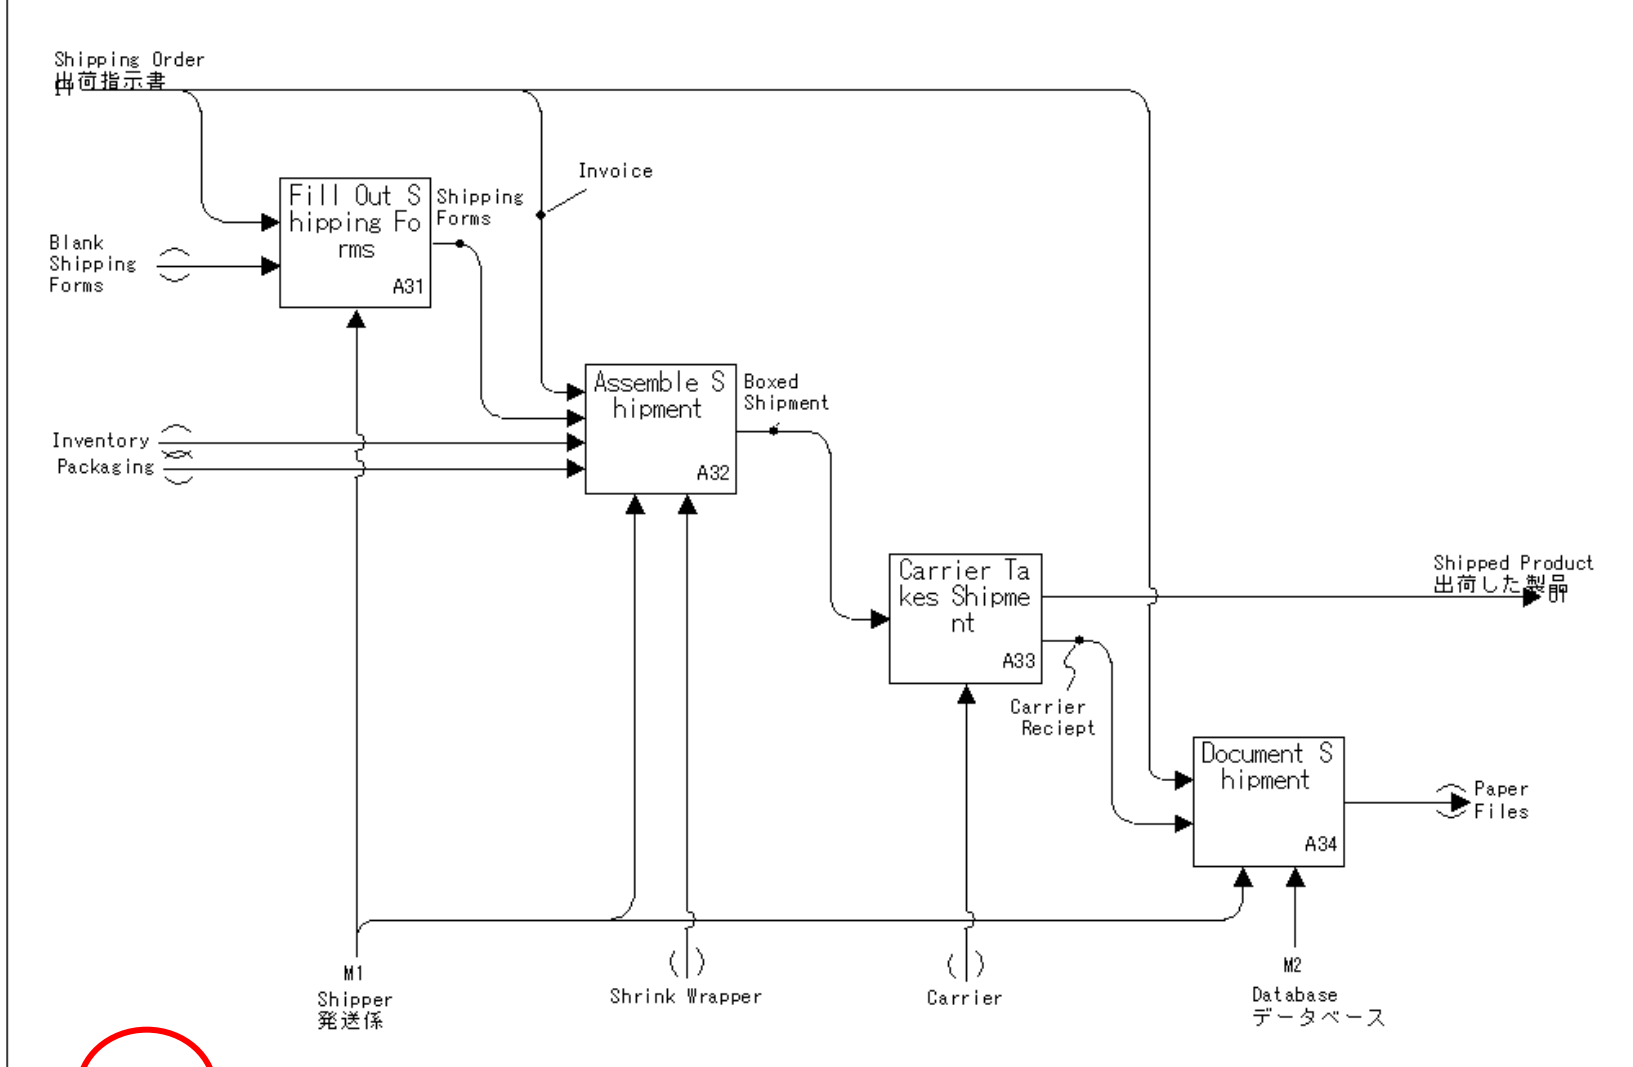 Shipping Order
出荷指示書
Invoice
Fill Out S
hipping Fo
rms
A31
Shipping
Forms
Blank
Shipping
Forms
Assemble S
hipment
A32
Boxed
Shipment
Inventory
Packaging
Carrier Ta
kes Shipme
nt
A33
Shipped Product
出荷した製品
Carrier
Reciept
Document S
hipment
A34
Paper
Files
M1
Shipper
発送係
Shrink Wrapper
Carrier
M2
Database
データベース